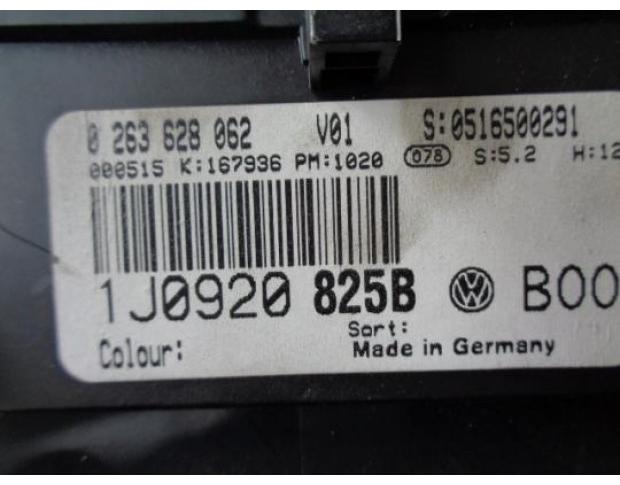 0 263 628 062 V01 S:0516500291
000515 K:167936 PM:1020 078 S:5.2 H:12
1J0920 825B VW B00
Sort:
Colour: Made in Germany